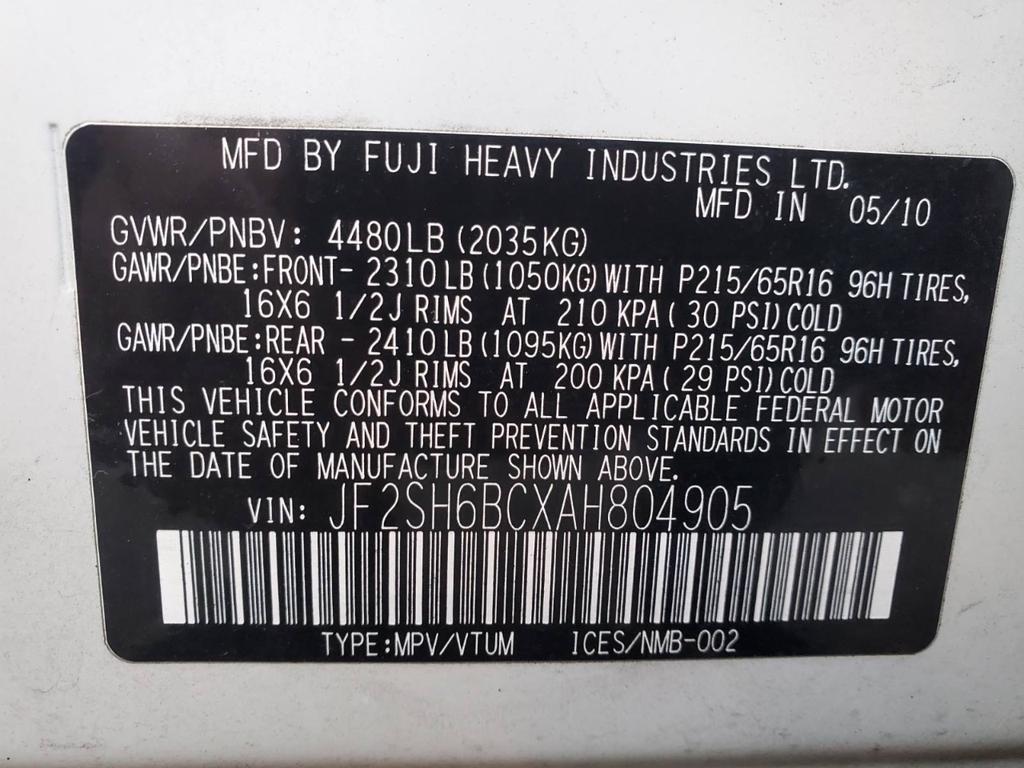 MFD BY FUJI HEAVY INDUSTRIES LTD.
MFD IN 05/10
GVWR/PNBV: 4480LB (2035KG)
GAWR/PNBE:FRONT- 2310LB (1050KG) WITH P215/65R16 96H TIRES,
16X6 1/2J RIMS AT 210 KPA ( 30 PSI) COLD
GAWR/PNBE:REAR - 2410LB (1095KG) WITH P215/65R16 96H TIRES,
16X6 1/2J RIMS AT 200 KPA ( 29 PSI) COLD
THIS VEHICLE CONFORMS TO ALL APPLICABLE FEDERAL MOTOR
VEHICLE SAFETY AND THEFT PREVENTION STANDARDS IN EFFECT ON
THE DATE OF MANUFACTURE SHOWN ABOVE.
VIN: JF2SH6BCXAH804905
TYPE:MPV/VTUM ICES/NMB-002